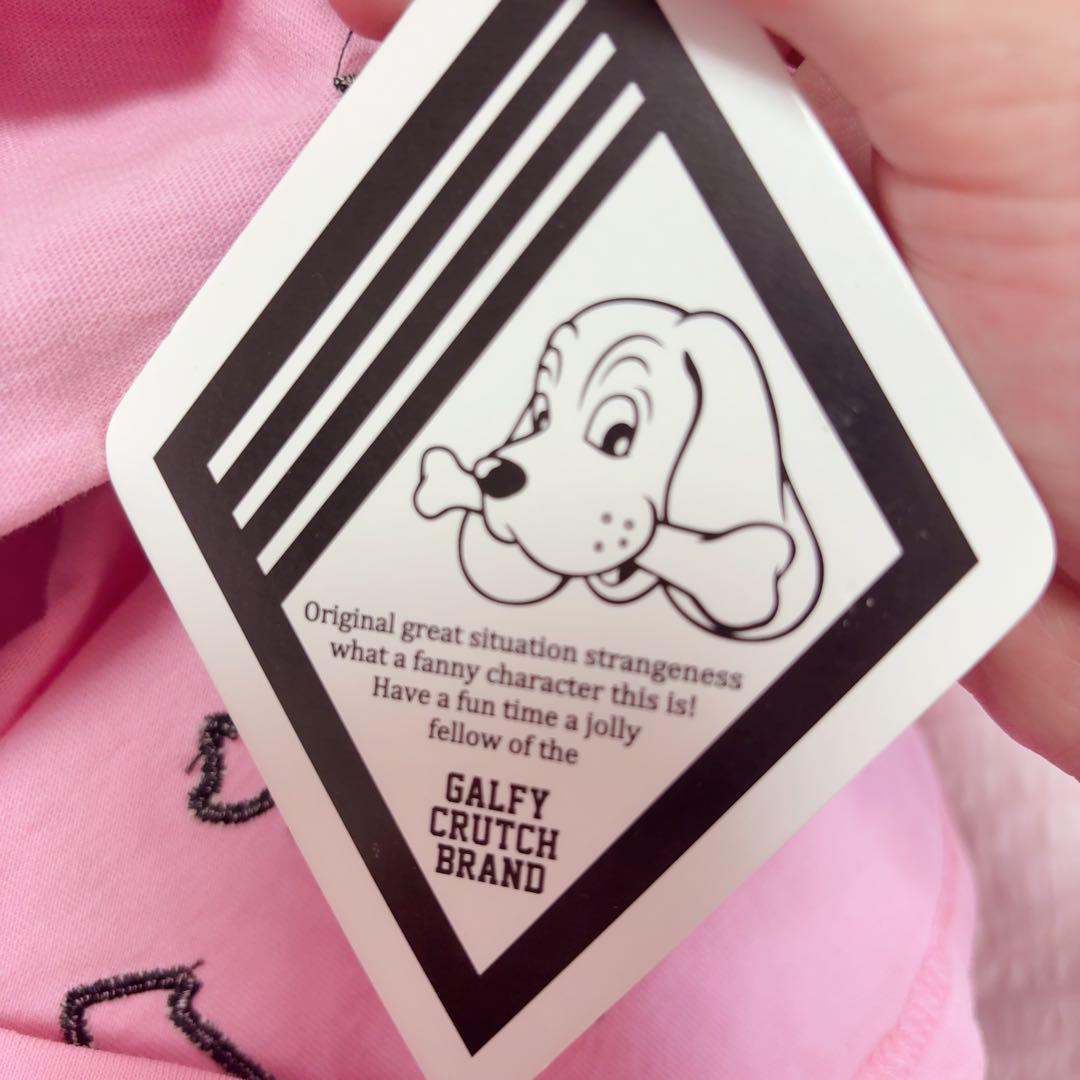 Original great situation strangeness
what a fanny character this is!
Have a fun time a jolly
fellow of the
GALFY
CRUTCH
BRAND